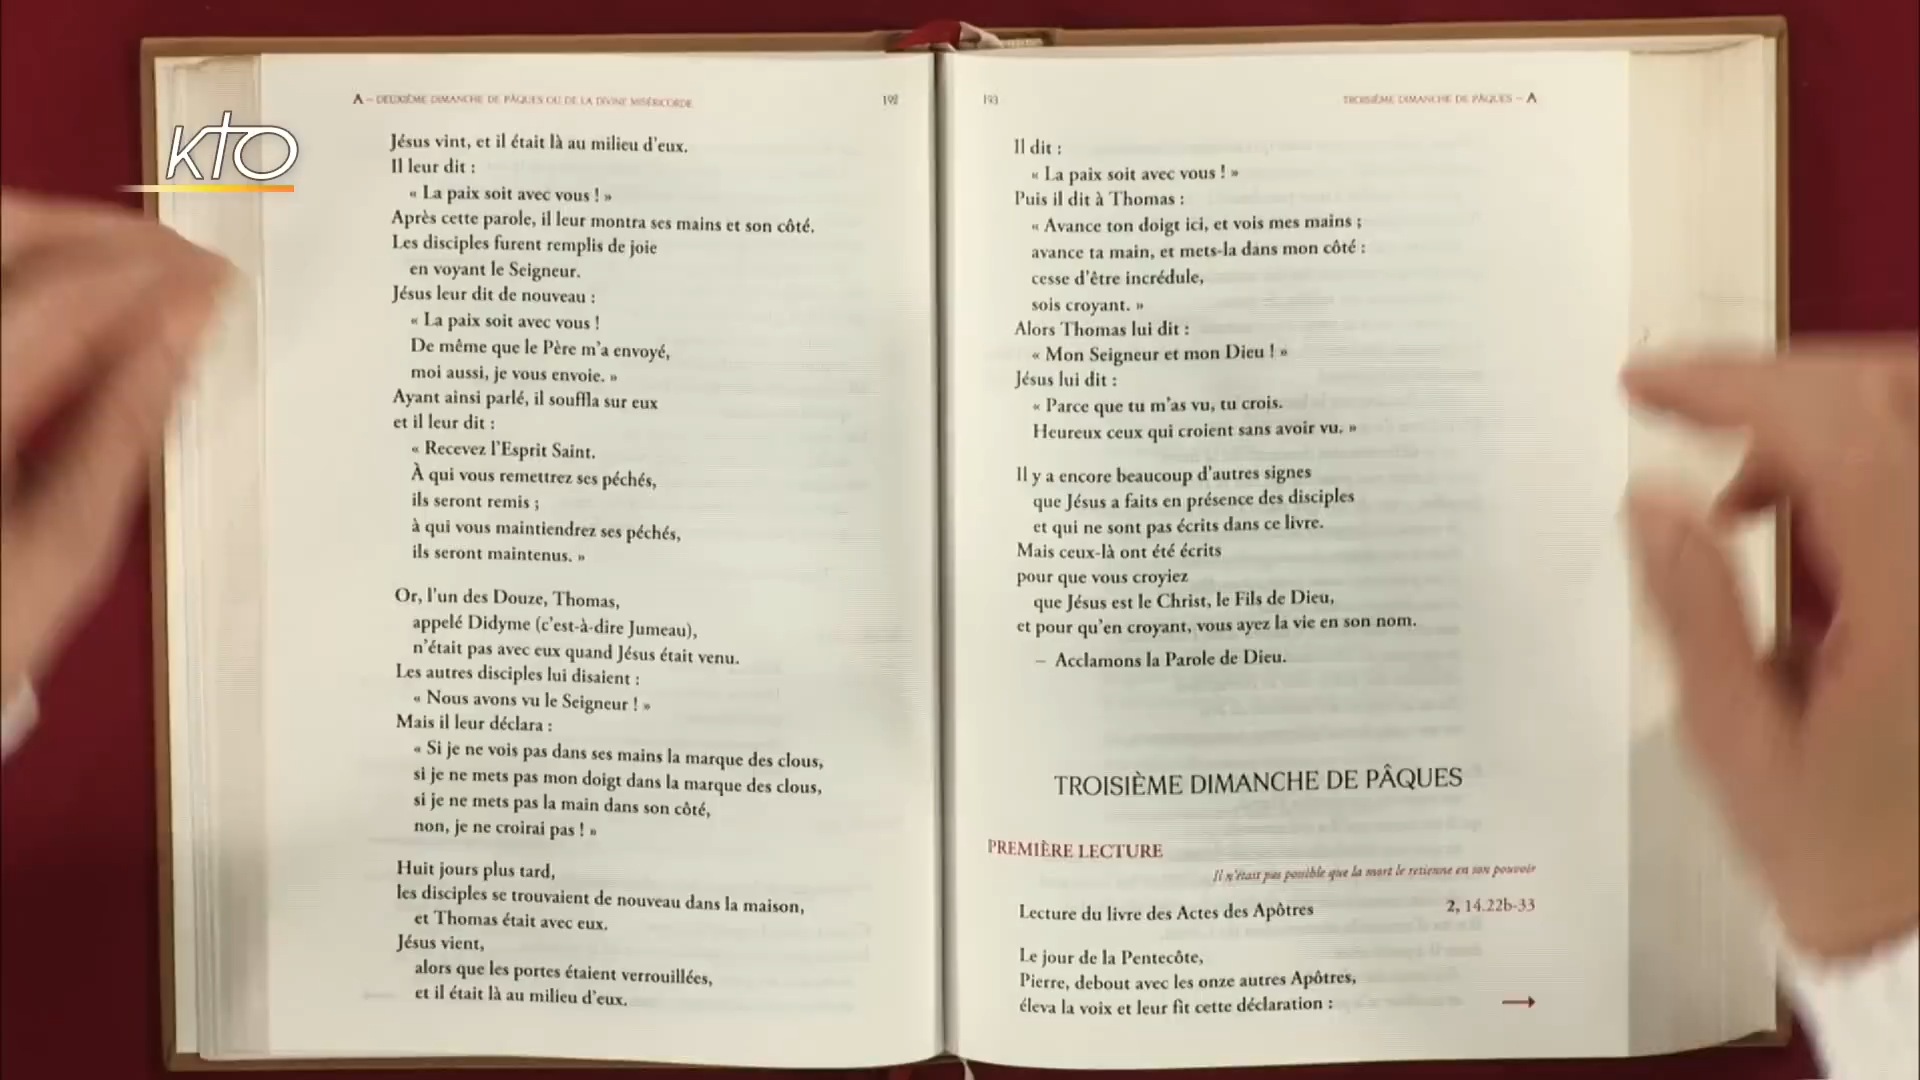 KTO
A – DEUXIÈME DIMANCHE DE PÂQUES OU DE LA DIVINE MISÉRICORDE 192
Jésus vint, et il était là au milieu d'eux.
Il leur dit :
« La paix soit avec vous ! »
Après cette parole, il leur montra ses mains et son côté.
Les disciples furent remplis de joie
en voyant le Seigneur.
Jésus leur dit de nouveau :
« La paix soit avec vous !
De même que le Père m'a envoyé,
moi aussi, je vous envoie. »
Ayant ainsi parlé, il souffla sur eux
et il leur dit :
« Recevez l'Esprit Saint.
À qui vous remettrez ses péchés,
ils seront remis ;
à qui vous maintiendrez ses péchés,
ils seront maintenus. »
Or, l'un des Douze, Thomas,
appelé Didyme (c'est-à-dire Jumeau),
n'était pas avec eux quand Jésus était venu.
Les autres disciples lui disaient :
« Nous avons vu le Seigneur ! »
Mais il leur déclara :
« Si je ne vois pas dans ses mains la marque des clous,
si je ne mets pas mon doigt dans la marque des clous,
si je ne mets pas la main dans son côté,
non, je ne croirai pas ! »
Huit jours plus tard,
les disciples se trouvaient de nouveau dans la maison,
et Thomas était avec eux.
Jésus vient,
alors que les portes étaient verrouillées,
et il était là au milieu d'eux.
193 TROISIÈME DIMANCHE DE PÂQUES – A
Il dit :
« La paix soit avec vous ! »
Puis il dit à Thomas :
« Avance ton doigt ici, et vois mes mains ;
avance ta main, et mets-la dans mon côté :
cesse d'être incrédule,
sois croyant. »
Alors Thomas lui dit :
« Mon Seigneur et mon Dieu ! »
Jésus lui dit :
« Parce que tu m'as vu, tu crois.
Heureux ceux qui croient sans avoir vu. »
Il y a encore beaucoup d'autres signes
que Jésus a faits en présence des disciples
et qui ne sont pas écrits dans ce livre.
Mais ceux-là ont été écrits
pour que vous croyiez
que Jésus est le Christ, le Fils de Dieu,
et pour qu'en croyant, vous ayez la vie en son nom.
– Acclamons la Parole de Dieu.
TROISIÈME DIMANCHE DE PÂQUES
PREMIÈRE LECTURE
Il n'était pas possible que la mort le retienne en son pouvoir
Lecture du livre des Actes des Apôtres 2, 14.22b-33
Le jour de la Pentecôte,
Pierre, debout avec les onze autres Apôtres,
éleva la voix et leur fit cette déclaration : →